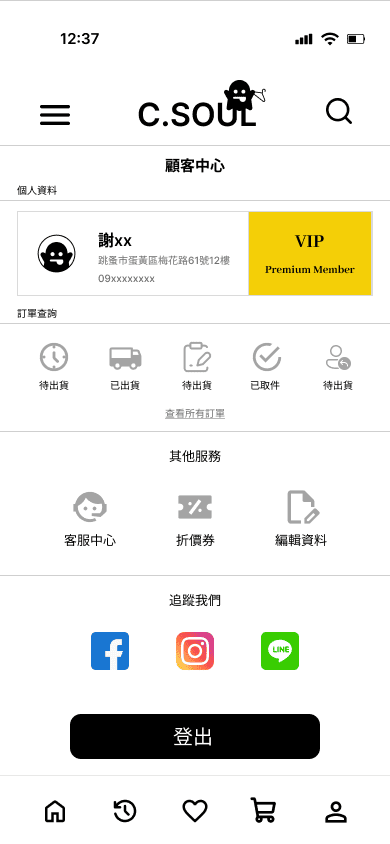 12:37
C.SOUL
顧客中心
個人資料
謝xx
跳蚤市蛋黃區梅花路61號12樓
09xxxxxxxx
VIP
Premium Member
訂單查詢
待出貨
已出貨
待出貨
已取件
待出貨
查看所有訂單
其他服務
客服中心
折價券
編輯資料
追蹤我們
LINE
登出